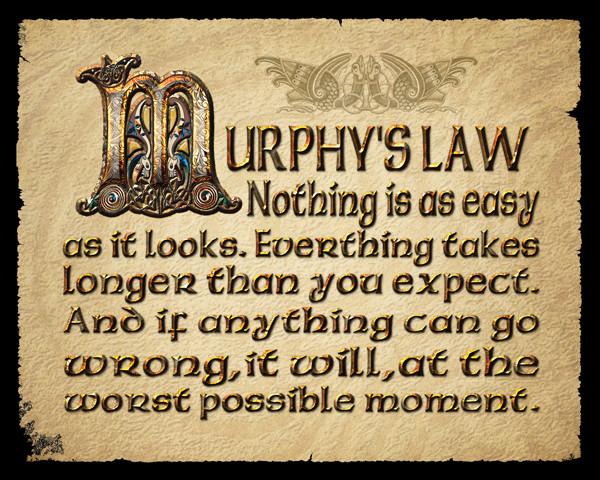 MURPHY'S LAW
Nothing is as easy
as it looks. Everthing takes
longer than you expect.
And if anything can go
wrong, it will, at the
worst possible moment.